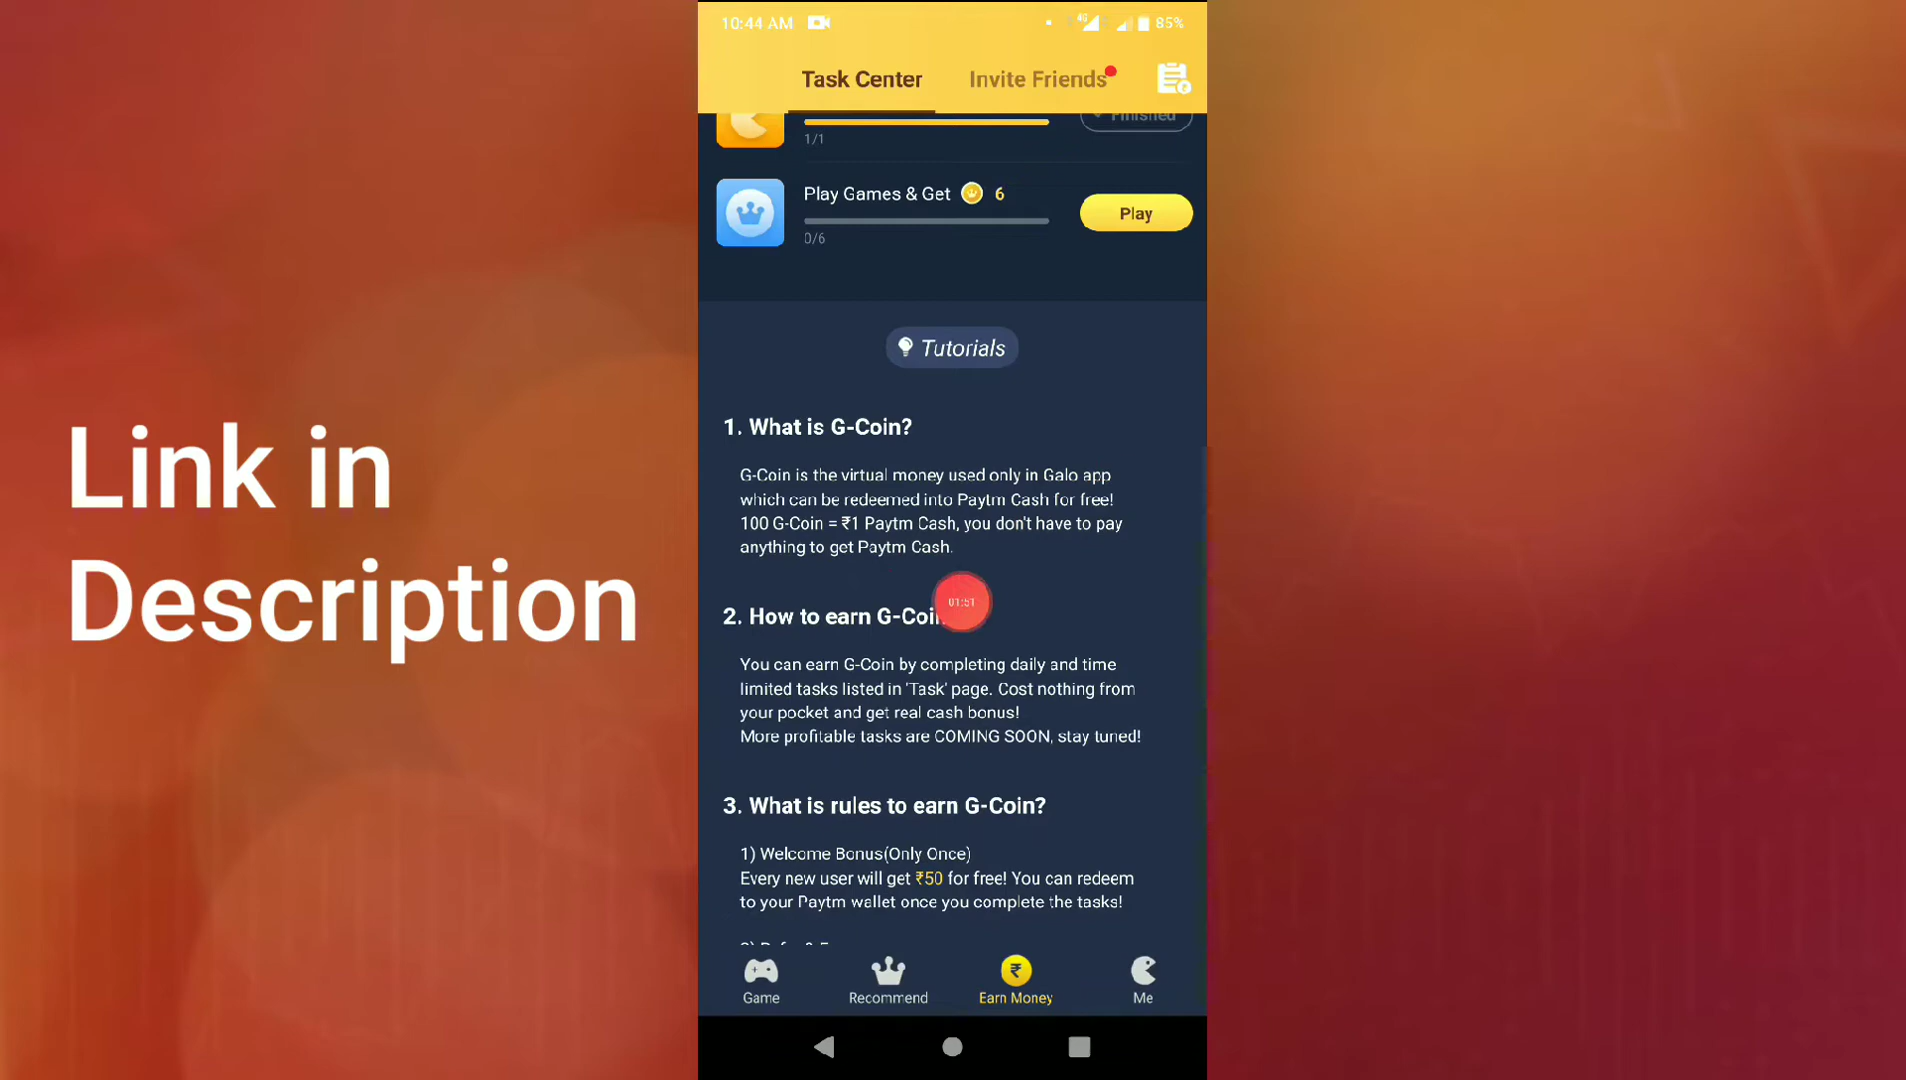 10:44 AM
4G
85%
Task Center
Invite Friends
1/1
Finished
Play Games & Get 6
Play
0/6
Tutorials
1. What is G-Coin?
G-Coin is the virtual money used only in Galo app
which can be redeemed into Paytm Cash for free!
100 G-Coin = ₹1 Paytm Cash, you don't have to pay
anything to get Paytm Cash.
01:51
2. How to earn G-Coin
You can earn G-Coin by completing daily and time
limited tasks listed in 'Task' page. Cost nothing from
your pocket and get real cash bonus!
More profitable tasks are COMING SOON, stay tuned!
3. What is rules to earn G-Coin?
1) Welcome Bonus(Only Once)
Every new user will get ₹50 for free! You can redeem
to your Paytm wallet once you complete the tasks!
Game
Recommend
Earn Money
Me
Link in
Description